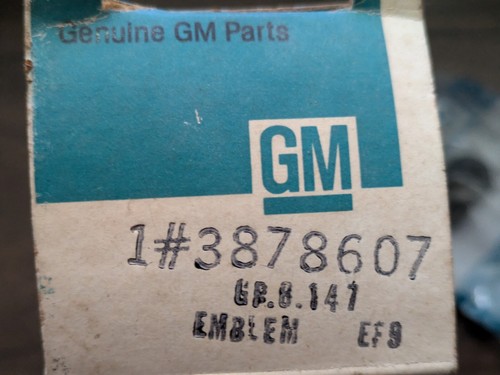 Genuine GM Parts
GM
1#3878607
GP.8.147
EMBLEM EF9